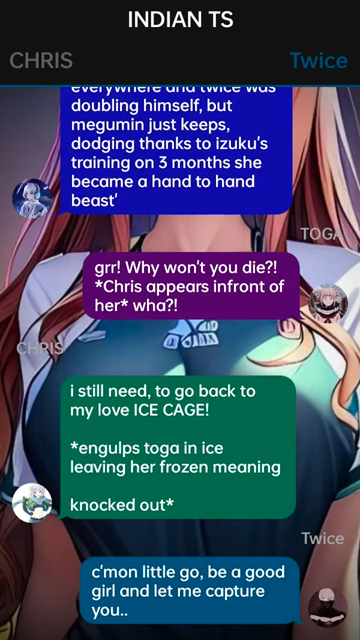 INDIAN TS
CHRIS
Twice
everywhere and twice was
doubling himself, but
megumin just keeps,
dodging thanks to izuku's
training on 3 months she
became a hand to hand
beast'
TOGA
grr! Why won't you die?!
*Chris appears infront of
her* wha?!
CHRIS
i still need, to go back to
my love ICE CAGE!
*engulps toga in ice
leaving her frozen meaning
knocked out*
Twice
c'mon little go, be a good
girl and let me capture
you..